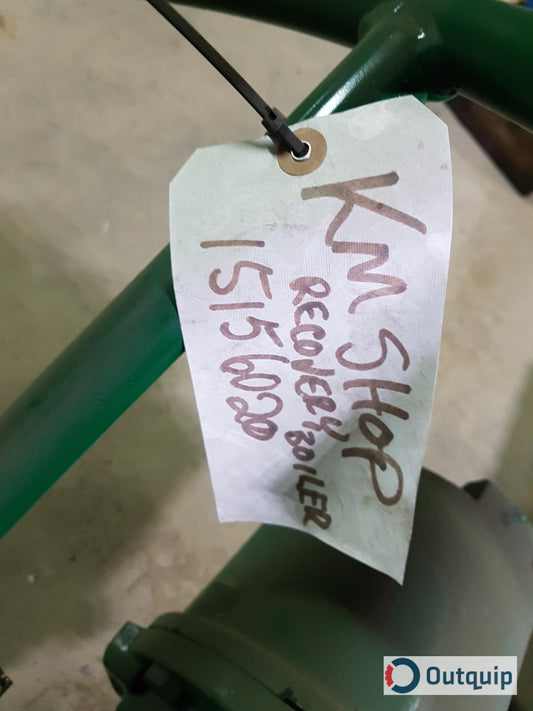 KM SHOP
RECOVERY BOILER
15156020
Outquip